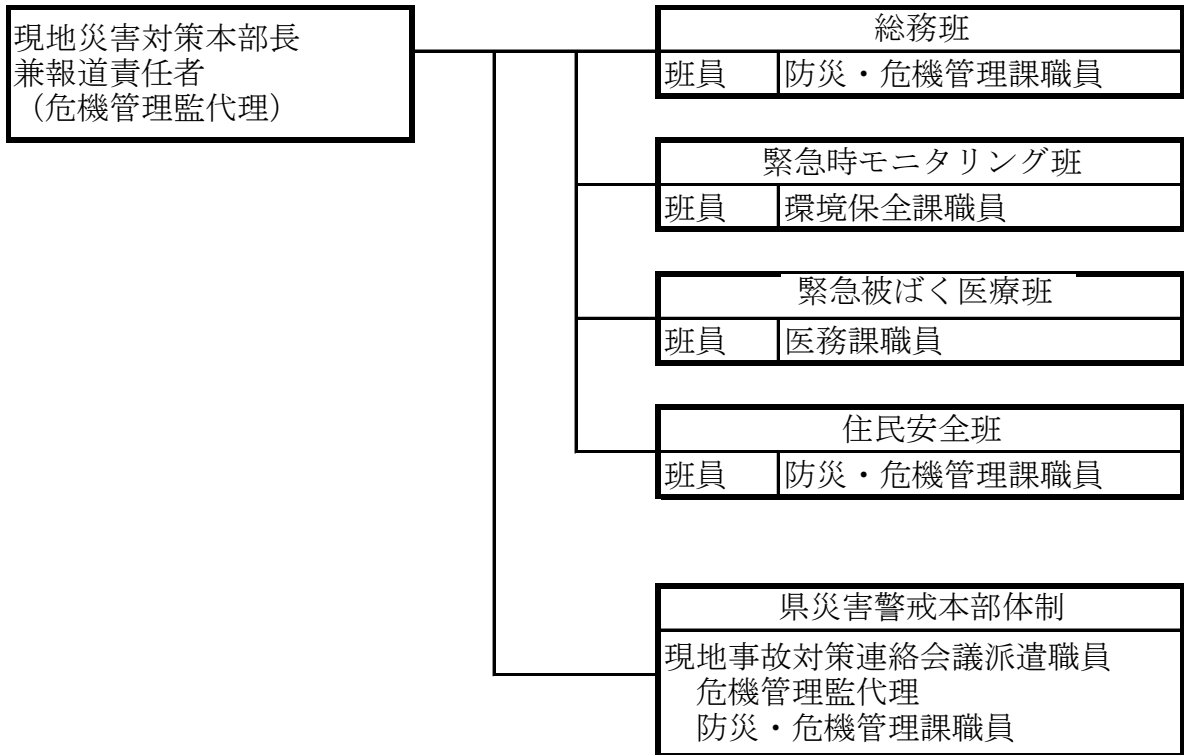 現地災害対策本部長
兼報道責任者
（危機管理監代理）
総務班
班員 防災・危機管理課職員
緊急時モニタリング班
班員 環境保全課職員
緊急被ばく医療班
班員 医務課職員
住民安全班
班員 防災・危機管理課職員
県災害警戒本部体制
現地事故対策連絡会議派遣職員
危機管理監代理
防災・危機管理課職員